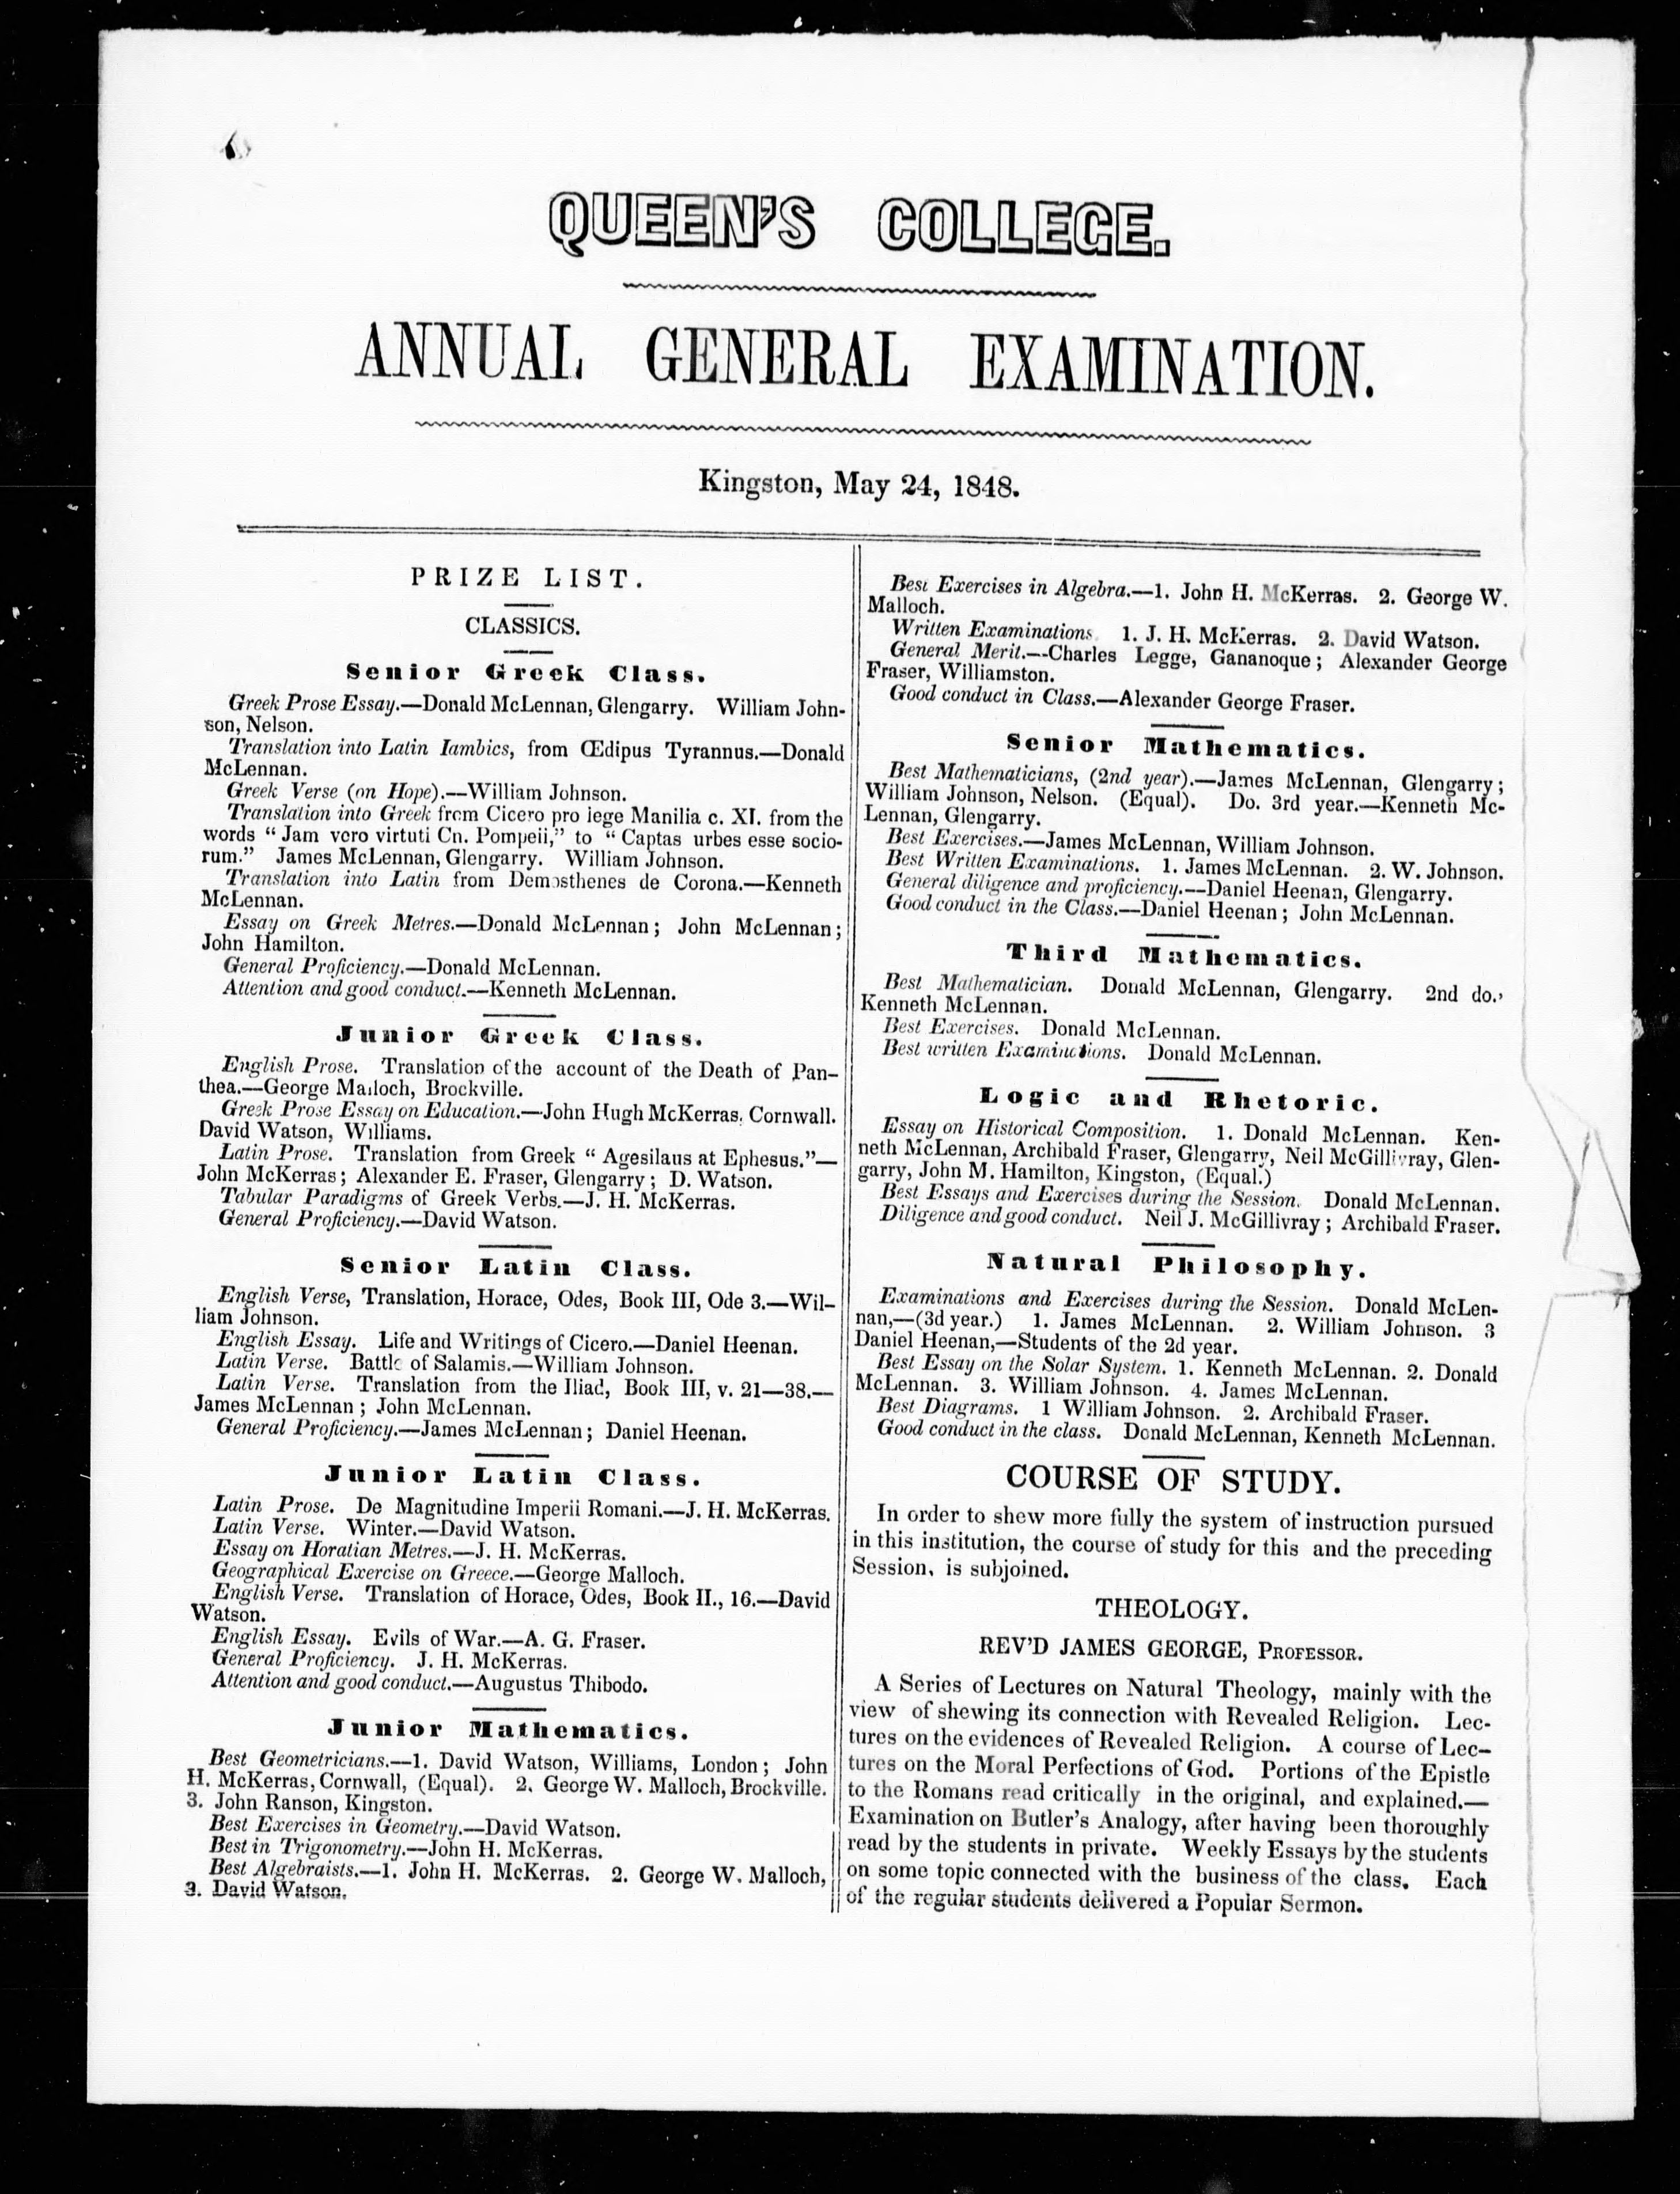 QUEEN'S COLLEGE.
ANNUAL GENERAL EXAMINATION.
Kingston, May 24, 1848.
PRIZE LIST.
CLASSICS.
Senior Greek Class.
Greek Prose Essay.—Donald McLennan, Glengarry. William John-
son, Nelson.
Translation into Latin Iambics, from Œdipus Tyrannus.—Donald
McLennan.
Greek Verse (on Hope).—William Johnson.
Translation into Greek from Cicero pro lege Manilia c. XI. from the
words " Jam vero virtuti Cn. Pompeii," to " Captas urbes esse socio-
rum." James McLennan, Glengarry. William Johnson.
Translation into Latin from Demosthenes de Corona.—Kenneth
McLennan.
Essay on Greek Metres.—Donald McLennan; John McLennan;
John Hamilton.
General Proficiency.—Donald McLennan.
Attention and good conduct.—Kenneth McLennan.
Junior Greek Class.
English Prose. Translation of the account of the Death of Pan-
thea.—George Malloch, Brockville.
Greek Prose Essay on Education.—John Hugh McKerras, Cornwall.
David Watson, Williams.
Latin Prose. Translation from Greek " Agesilaus at Ephesus."—
John McKerras; Alexander E. Fraser, Glengarry; D. Watson.
Tabular Paradigms of Greek Verbs.—J. H. McKerras.
General Proficiency.—David Watson.
Senior Latin Class.
English Verse, Translation, Horace, Odes, Book III, Ode 3.—Wil-
liam Johnson.
English Essay. Life and Writings of Cicero.—Daniel Heenan.
Latin Verse. Battle of Salamis.—William Johnson.
Latin Verse. Translation from the Iliad, Book III, v. 21—38.—
James McLennan; John McLennan.
General Proficiency.—James McLennan; Daniel Heenan.
Junior Latin Class.
Latin Prose. De Magnitudine Imperii Romani.—J. H. McKerras.
Latin Verse. Winter.—David Watson.
Essay on Horatian Metres.—J. H. McKerras.
Geographical Exercise on Greece.—George Malloch.
English Verse. Translation of Horace, Odes, Book II., 16.—David
Watson.
English Essay. Evils of War.—A. G. Fraser.
General Proficiency. J. H. McKerras.
Attention and good conduct.—Augustus Thibodo.
Junior Mathematics.
Best Geometricians.—1. David Watson, Williams, London; John
H. McKerras, Cornwall, (Equal). 2. George W. Malloch, Brockville.
3. John Ranson, Kingston.
Best Exercises in Geometry.—David Watson.
Best in Trigonometry.—John H. McKerras.
Best Algebraists.—1. John H. McKerras. 2. George W. Malloch,
3. David Watson.
Best Exercises in Algebra.—1. John H. McKerras. 2. George W.
Malloch.
Written Examinations 1. J. H. McKerras. 2. David Watson.
General Merit.—Charles Legge, Gananoque; Alexander George
Fraser, Williamston.
Good conduct in Class.—Alexander George Fraser.
Senior Mathematics.
Best Mathematicians, (2nd year).—James McLennan, Glengarry;
William Johnson, Nelson. (Equal). Do. 3rd year.—Kenneth Mc-
Lennan, Glengarry.
Best Exercises.—James McLennan, William Johnson.
Best Written Examinations. 1. James McLennan. 2. W. Johnson.
General diligence and proficiency.—Daniel Heenan, Glengarry.
Good conduct in the Class.—Daniel Heenan; John McLennan.
Third Mathematics.
Best Mathematician. Donald McLennan, Glengarry. 2nd do.,
Kenneth McLennan.
Best Exercises. Donald McLennan.
Best written Examinations. Donald McLennan.
Logic and Rhetoric.
Essay on Historical Composition. 1. Donald McLennan. Ken-
neth McLennan, Archibald Fraser, Glengarry, Neil McGillivray, Glen-
garry, John M. Hamilton, Kingston, (Equal.)
Best Essays and Exercises during the Session. Donald McLennan.
Diligence and good conduct. Neil J. McGillivray; Archibald Fraser.
Natural Philosophy.
Examinations and Exercises during the Session. Donald McLen-
nan,—(3d year.) 1. James McLennan. 2. William Johnson. 3
Daniel Heenan,—Students of the 2d year.
Best Essay on the Solar System. 1. Kenneth McLennan. 2. Donald
McLennan. 3. William Johnson. 4. James McLennan.
Best Diagrams. 1 William Johnson. 2. Archibald Fraser.
Good conduct in the class. Donald McLennan, Kenneth McLennan.
COURSE OF STUDY.
In order to shew more fully the system of instruction pursued
in this institution, the course of study for this and the preceding
Session, is subjoined.
THEOLOGY.
REV'D JAMES GEORGE, PROFESSOR.
A Series of Lectures on Natural Theology, mainly with the
view of shewing its connection with Revealed Religion. Lec-
tures on the evidences of Revealed Religion. A course of Lec-
tures on the Moral Perfections of God. Portions of the Epistle
to the Romans read critically in the original, and explained.—
Examination on Butler's Analogy, after having been thoroughly
read by the students in private. Weekly Essays by the students
on some topic connected with the business of the class. Each
of the regular students delivered a Popular Sermon.